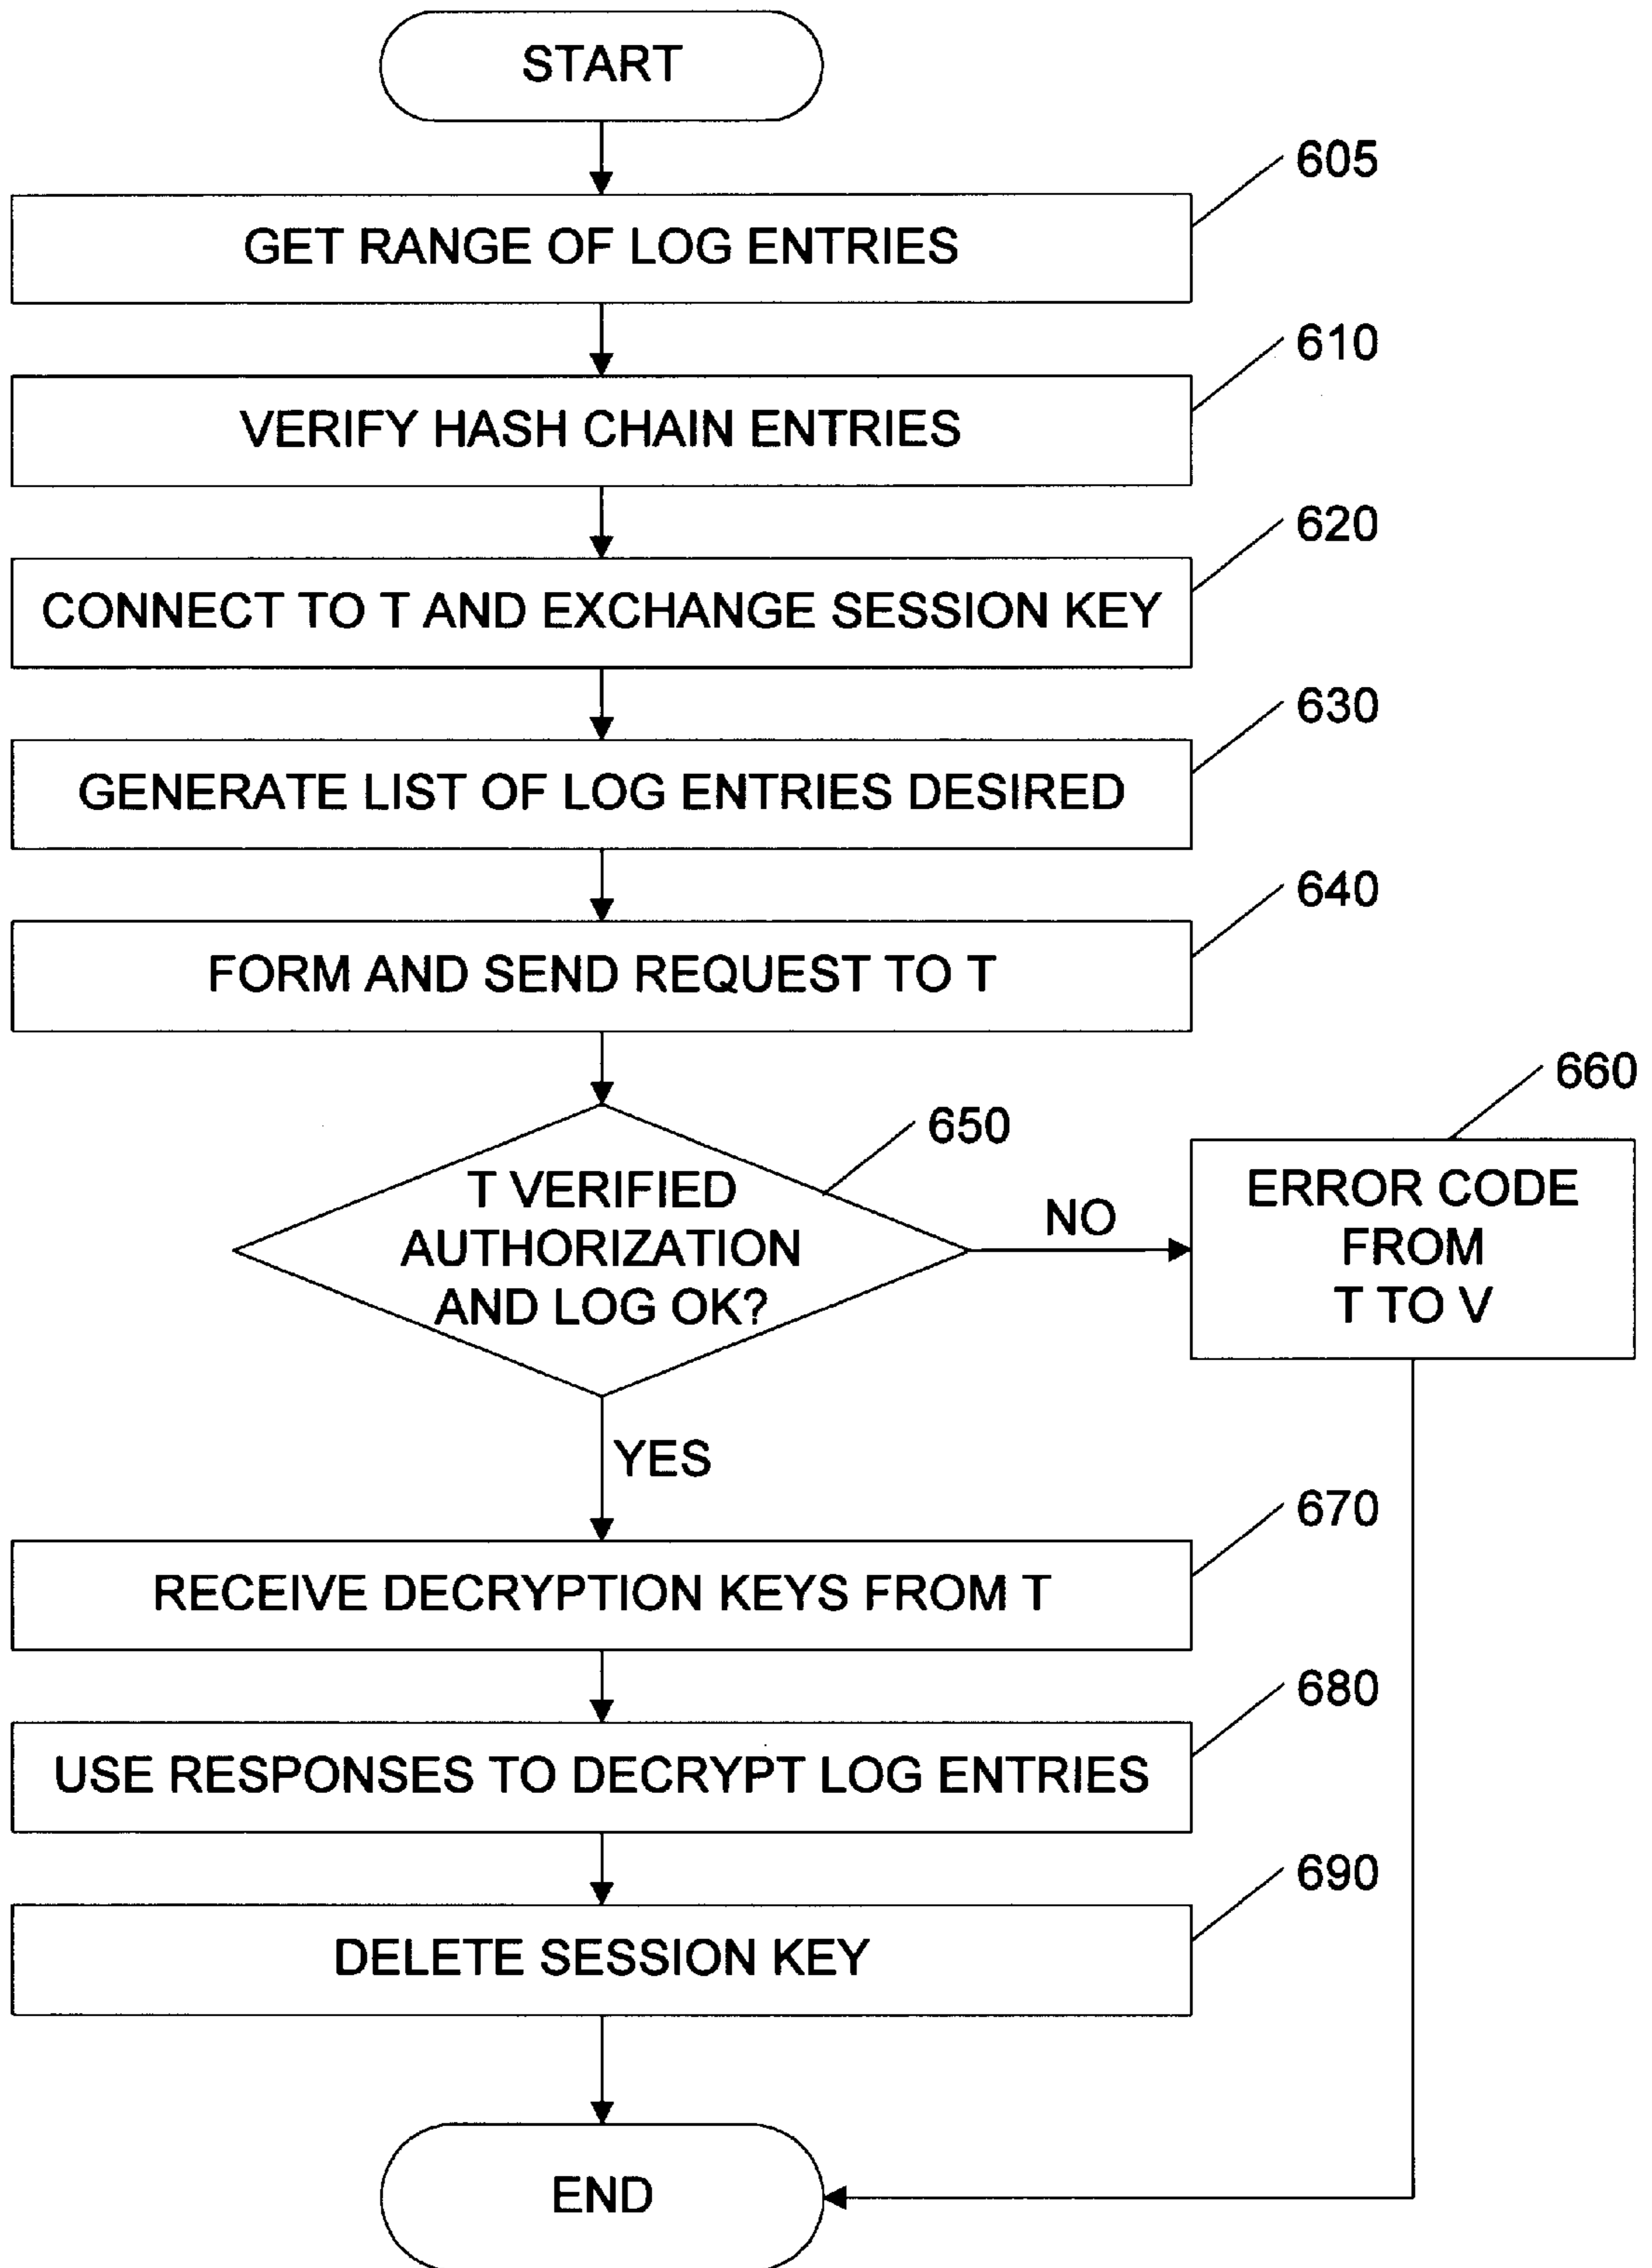 START
605
GET RANGE OF LOG ENTRIES
610
VERIFY HASH CHAIN ENTRIES
620
CONNECT TO T AND EXCHANGE SESSION KEY
630
GENERATE LIST OF LOG ENTRIES DESIRED
640
FORM AND SEND REQUEST TO T
650
T VERIFIED
AUTHORIZATION
AND LOG OK?
NO
660
ERROR CODE
FROM
T TO V
YES
670
RECEIVE DECRYPTION KEYS FROM T
680
USE RESPONSES TO DECRYPT LOG ENTRIES
690
DELETE SESSION KEY
END